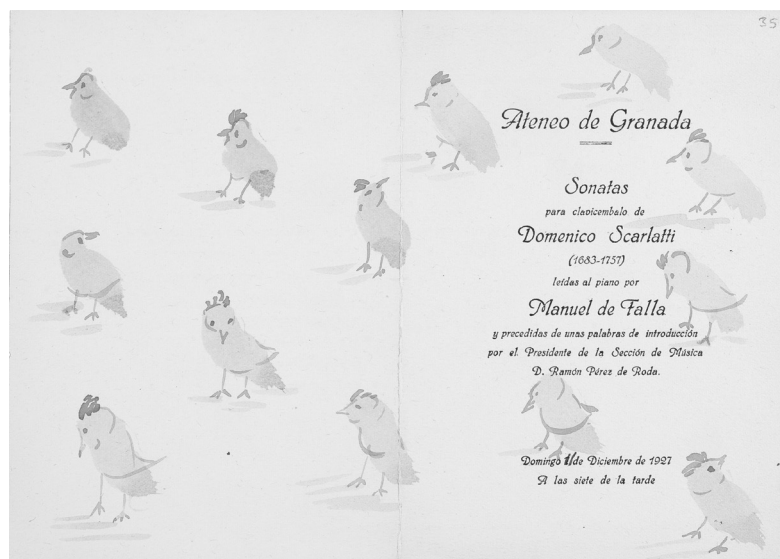 35
Ateneo de Granada
Sonatas
para clavicembalo de
Domenico Scarlatti
(1683-1757)
leídas al piano por
Manuel de Falla
y precedidas de unas palabras de introducción
por el Presidente de la Sección de Música
D. Ramón Pérez de Roda.
Domingo 11 de Diciembre de 1927
A las siete de la tarde